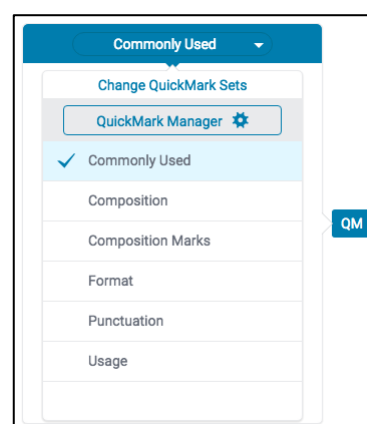 Commonly Used
Change QuickMark Sets
QuickMark Manager
Commonly Used
Composition
Composition Marks
QM
Format
Punctuation
Usage